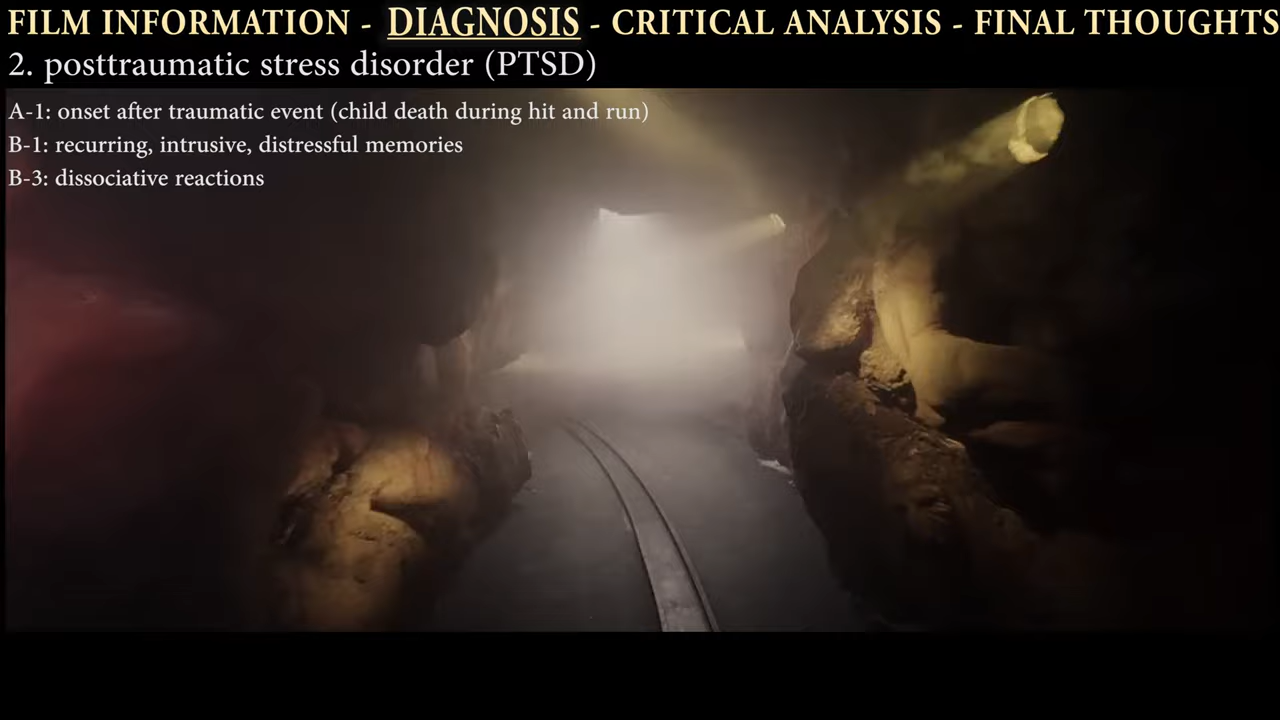 FILM INFORMATION - DIAGNOSIS - CRITICAL ANALYSIS - FINAL THOUGHTS
2. posttraumatic stress disorder (PTSD)
A-1: onset after traumatic event (child death during hit and run)
B-1: recurring, intrusive, distressful memories
B-3: dissociative reactions